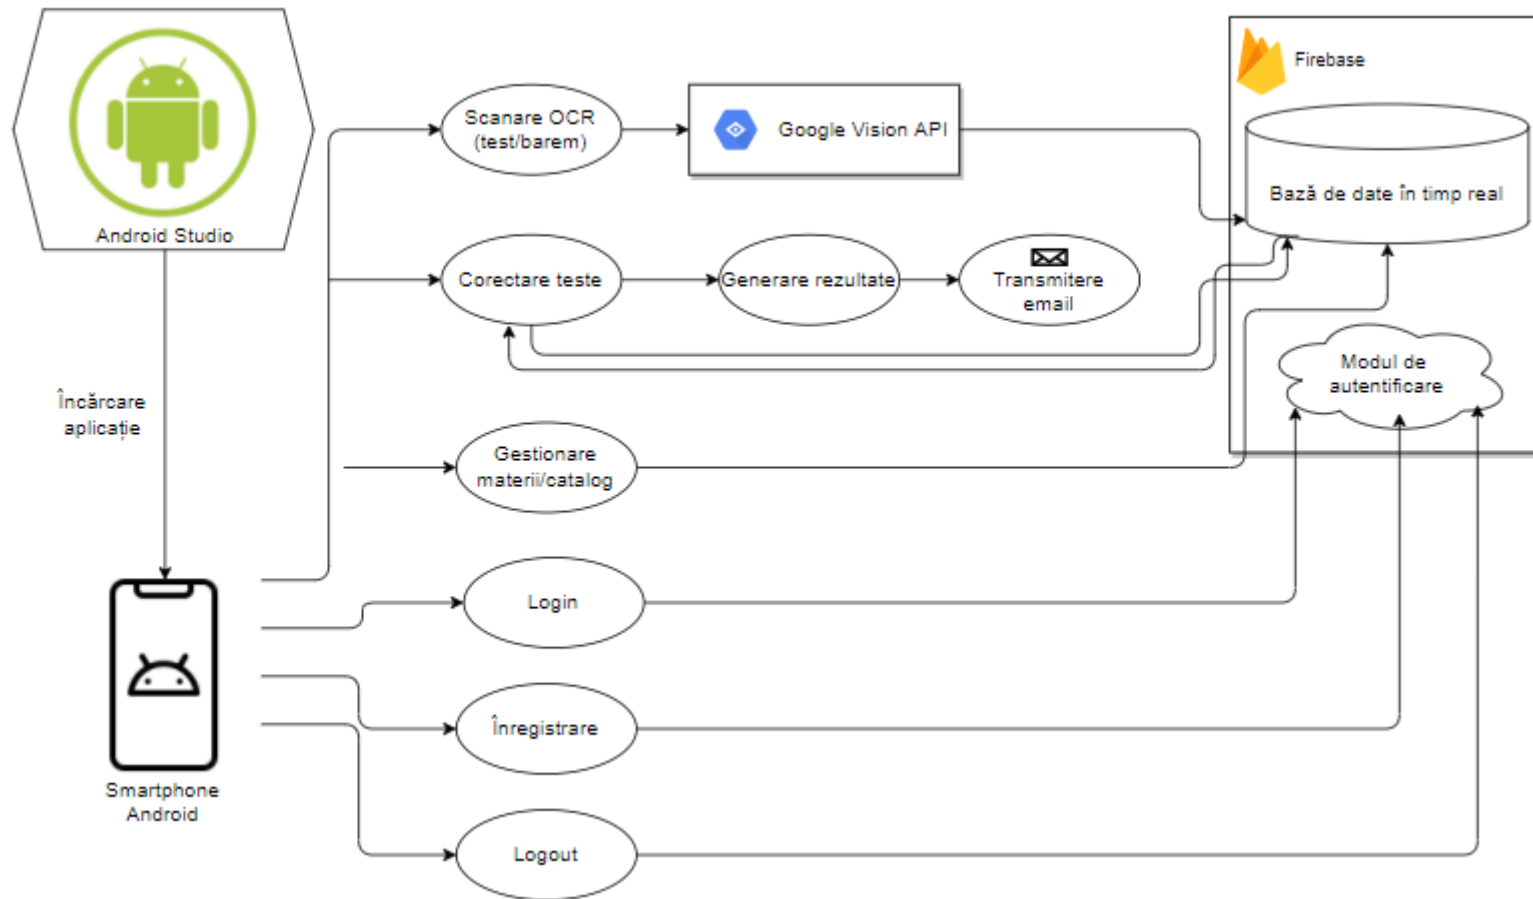 Android Studio
Scanare OCR
(test/barem)
Google Vision API
Firebase
Bază de date în timp real
Corectare teste
Generare rezultate
Transmitere
email
Modul de
autentificare
Încărcare
aplicație
Gestionare
materii/catalog
Login
Înregistrare
Smartphone
Android
Logout